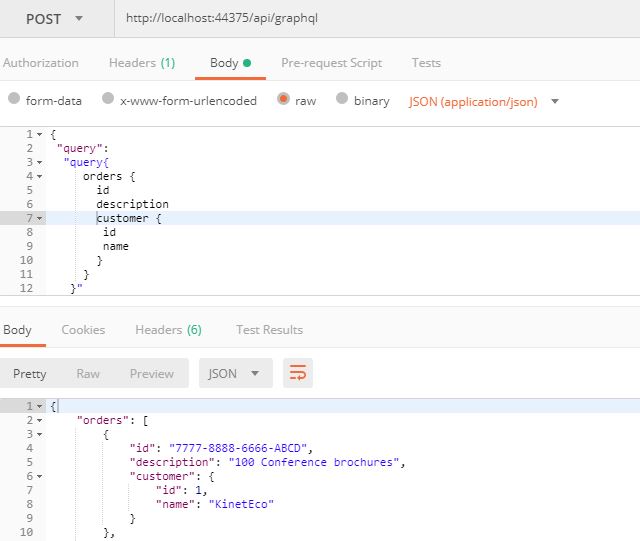 POST http://localhost:44375/api/graphql
Authorization Headers (1) Body Pre-request Script Tests
form-data x-www-form-urlencoded raw binary JSON (application/json)
1 {
2 "query":
3 "query{
4 orders {
5 id
6 description
7 customer {
8 id
9 name
10 }
11 }
12 }"
Body Cookies Headers (6) Test Results
Pretty Raw Preview JSON
1 {
2 "orders": [
3 {
4 "id": "7777-8888-6666-ABCD",
5 "description": "100 Conference brochures",
6 "customer": {
7 "id": 1,
8 "name": "KinetEco"
9 }
10 },